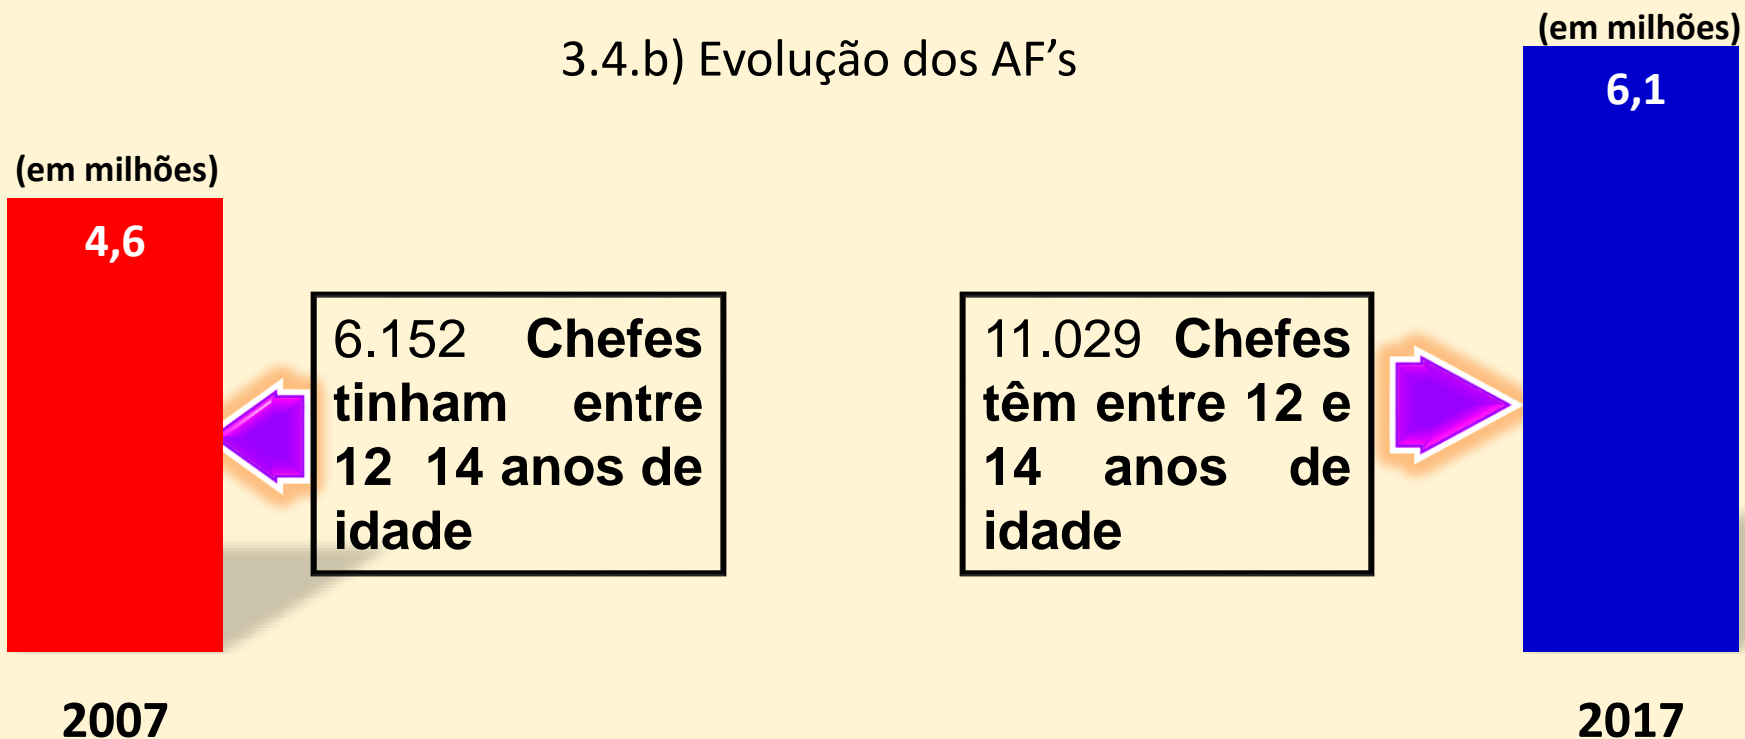 3.4.b) Evolução dos AF’s
(em milhões)
4,6
6.152 Chefes
tinham entre
12 14 anos de
idade
2007
(em milhões)
6,1
11.029 Chefes
têm entre 12 e
14 anos de
idade
2017